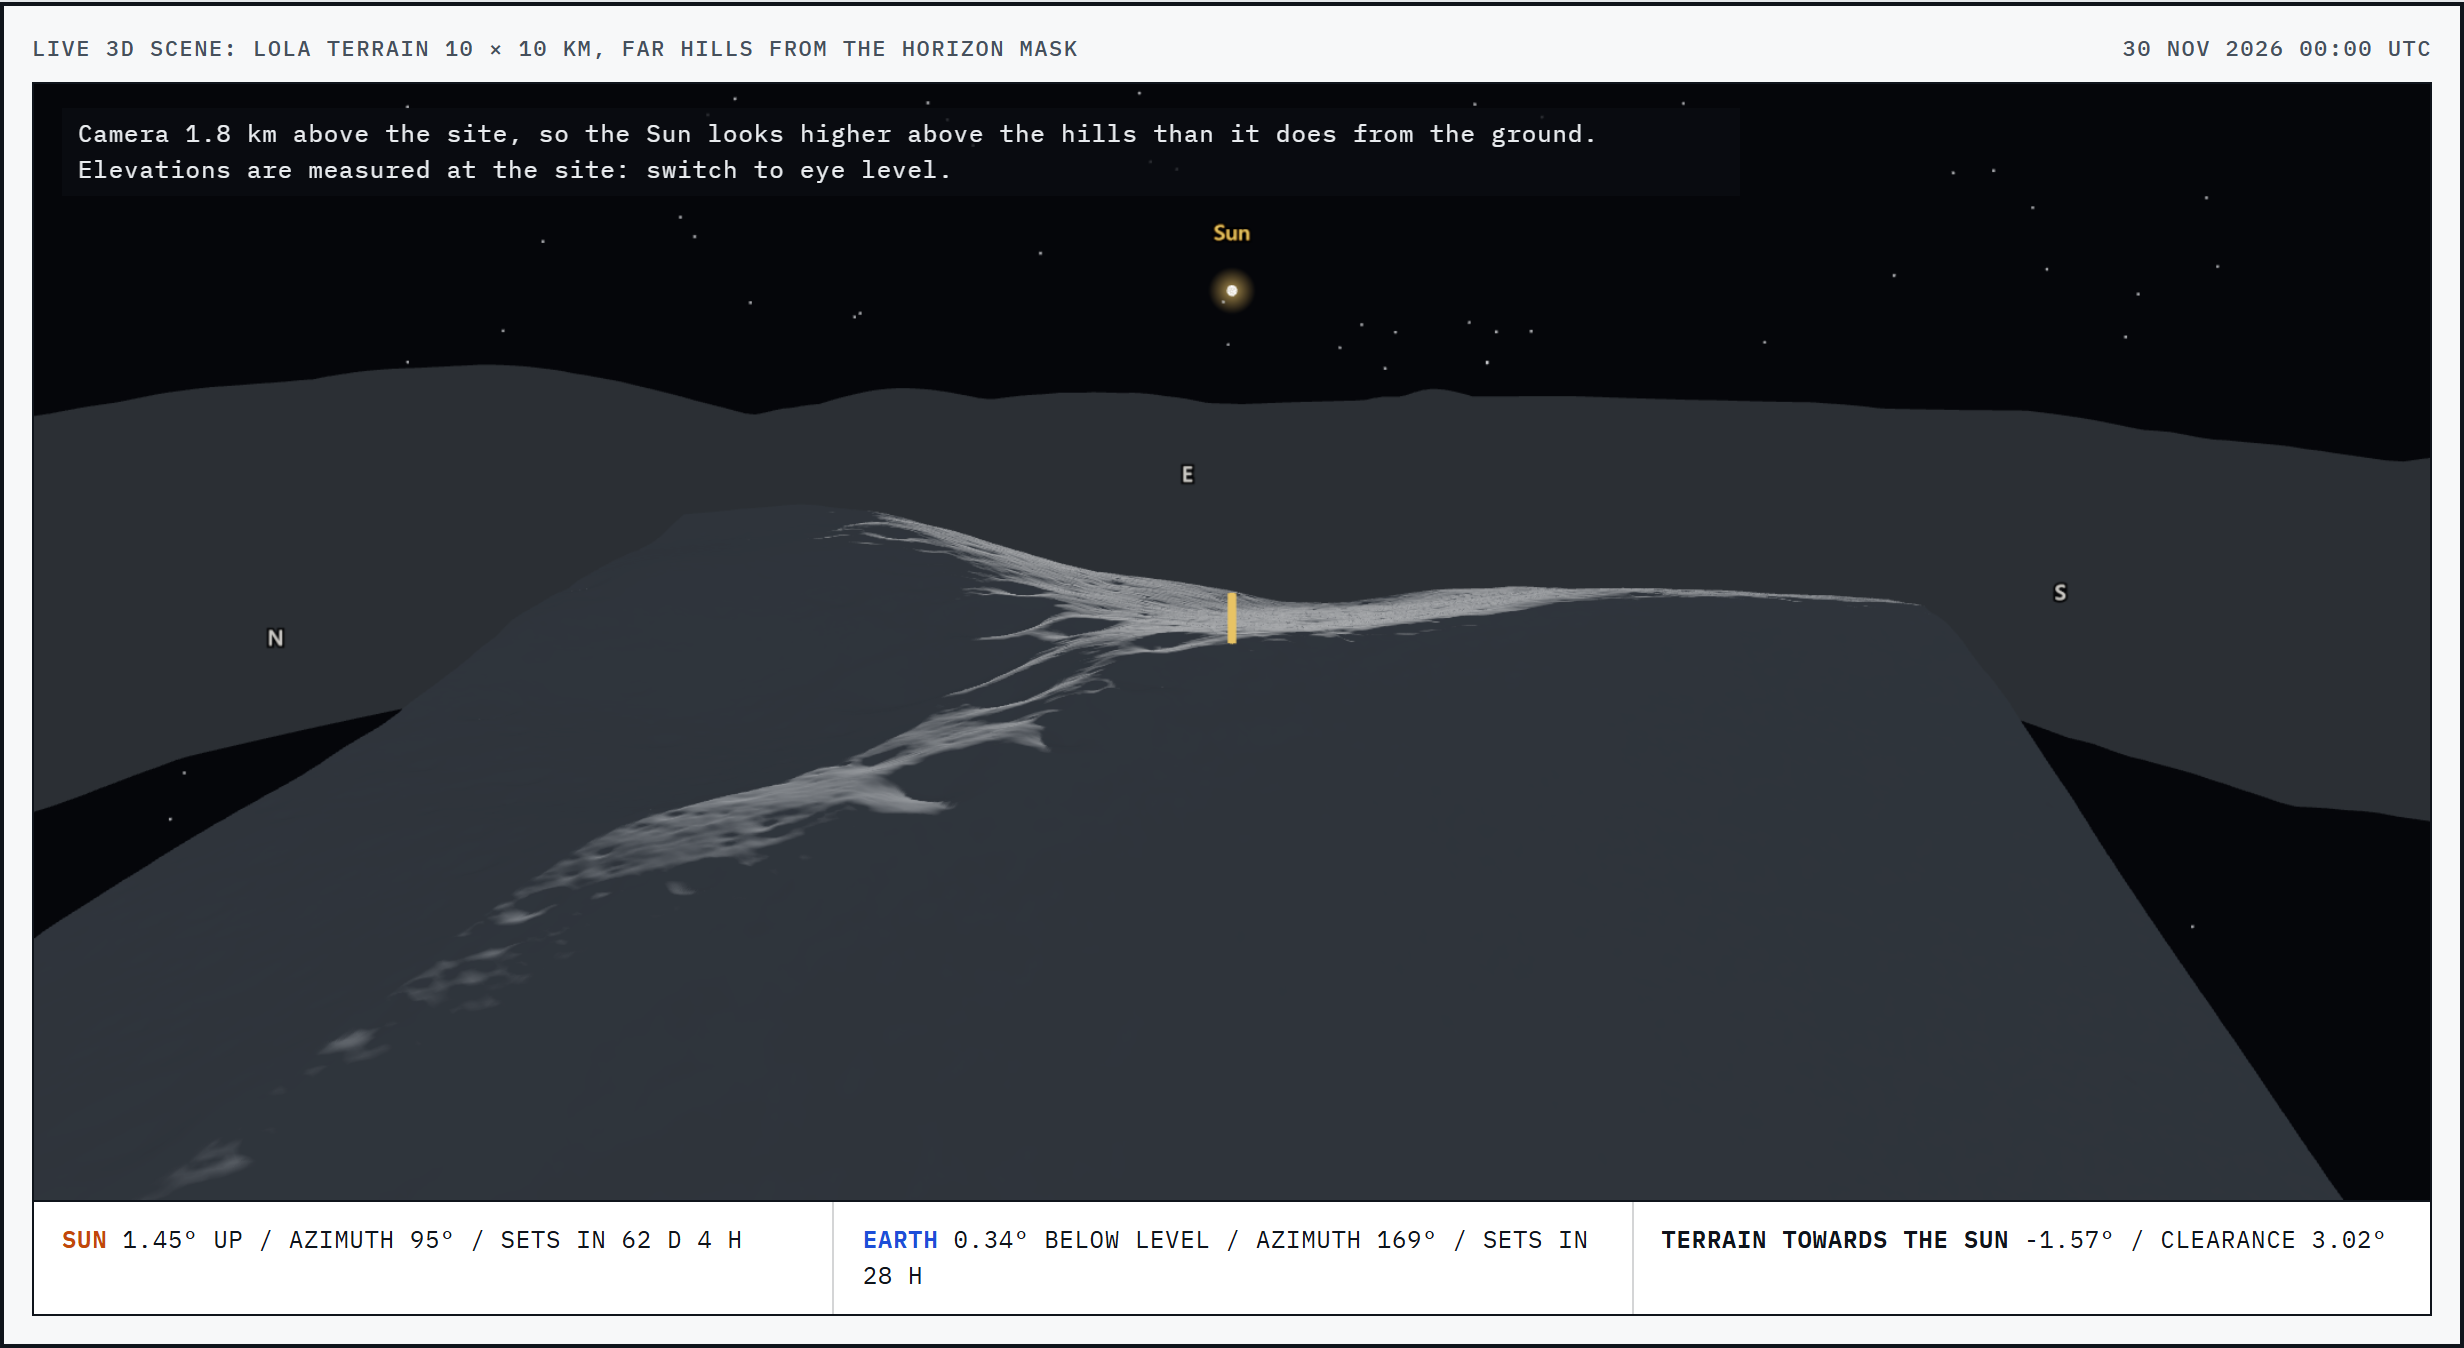 LIVE 3D SCENE: LOLA TERRAIN 10 × 10 KM, FAR HILLS FROM THE HORIZON MASK
30 NOV 2026 00:00 UTC
Camera 1.8 km above the site, so the Sun looks higher above the hills than it does from the ground.
Elevations are measured at the site: switch to eye level.
Sun
E
S
N
SUN 1.45° UP / AZIMUTH 95° / SETS IN 62 D 4 H
EARTH 0.34° BELOW LEVEL / AZIMUTH 169° / SETS IN
28 H
TERRAIN TOWARDS THE SUN -1.57° / CLEARANCE 3.02°